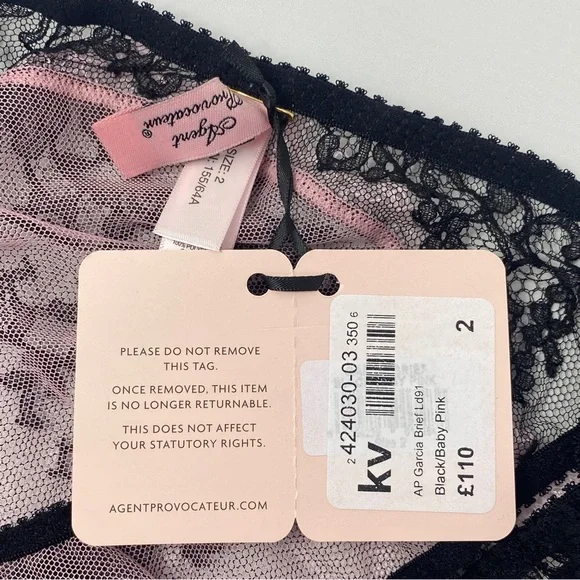 Agent
Provocateur®
SIZE: 2
155/64A
PLEASE DO NOT REMOVE
THIS TAG.
ONCE REMOVED, THIS ITEM
IS NO LONGER RETURNABLE.
THIS DOES NOT AFFECT
YOUR STATUTORY RIGHTS.
AGENTPROVOCATEUR.COM
2 424030-03 350 6
kv
AP Garcia Brief Ld91
Black/Baby Pink
£110
2